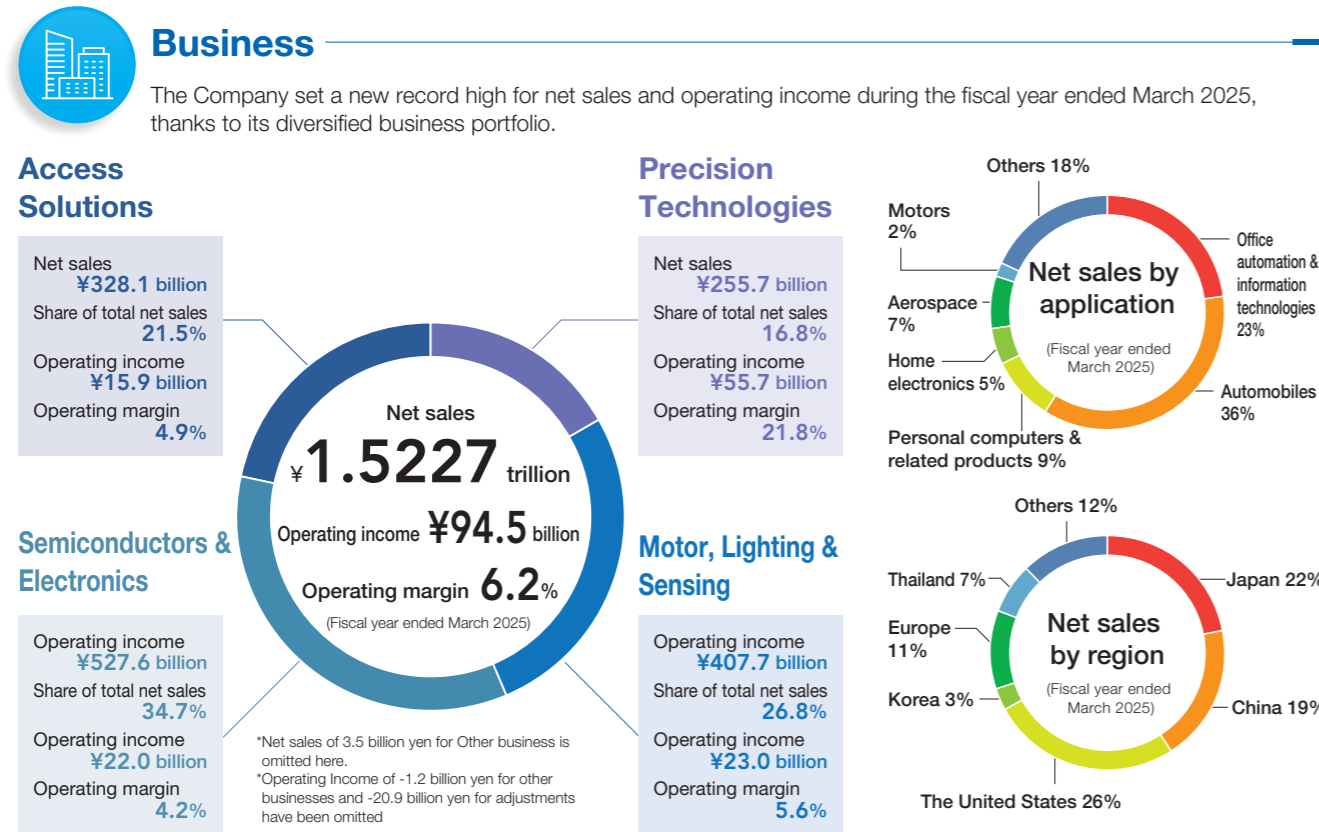 Business
The Company set a new record high for net sales and operating income during the fiscal year ended March 2025,
thanks to its diversified business portfolio.
Access
Solutions
Net sales
¥328.1 billion
Share of total net sales
21.5%
Operating income
¥15.9 billion
Operating margin
4.9%
Precision
Technologies
Net sales
¥255.7 billion
Share of total net sales
16.8%
Operating income
¥55.7 billion
Operating margin
21.8%
Net sales
¥1.5227 trillion
Operating income ¥94.5 billion
Operating margin 6.2%
(Fiscal year ended March 2025)
Semiconductors &
Electronics
Operating income
¥527.6 billion
Share of total net sales
34.7%
Operating income
¥22.0 billion
Operating margin
4.2%
*Net sales of 3.5 billion yen for Other business is
omitted here.
*Operating Income of -1.2 billion yen for other
businesses and -20.9 billion yen for adjustments
have been omitted
Motor, Lighting &
Sensing
Operating income
¥407.7 billion
Share of total net sales
26.8%
Operating income
¥23.0 billion
Operating margin
5.6%
Others 18%
Motors
2%
Aerospace
7%
Home
electronics 5%
Personal computers &
related products 9%
Net sales by
application
(Fiscal year ended
March 2025)
Office
automation &
information
technologies
23%
Automobiles
36%
Others 12%
Thailand 7%
Europe
11%
Korea 3%
Net sales
by region
(Fiscal year ended
March 2025)
Japan 22%
China 19%
The United States 26%